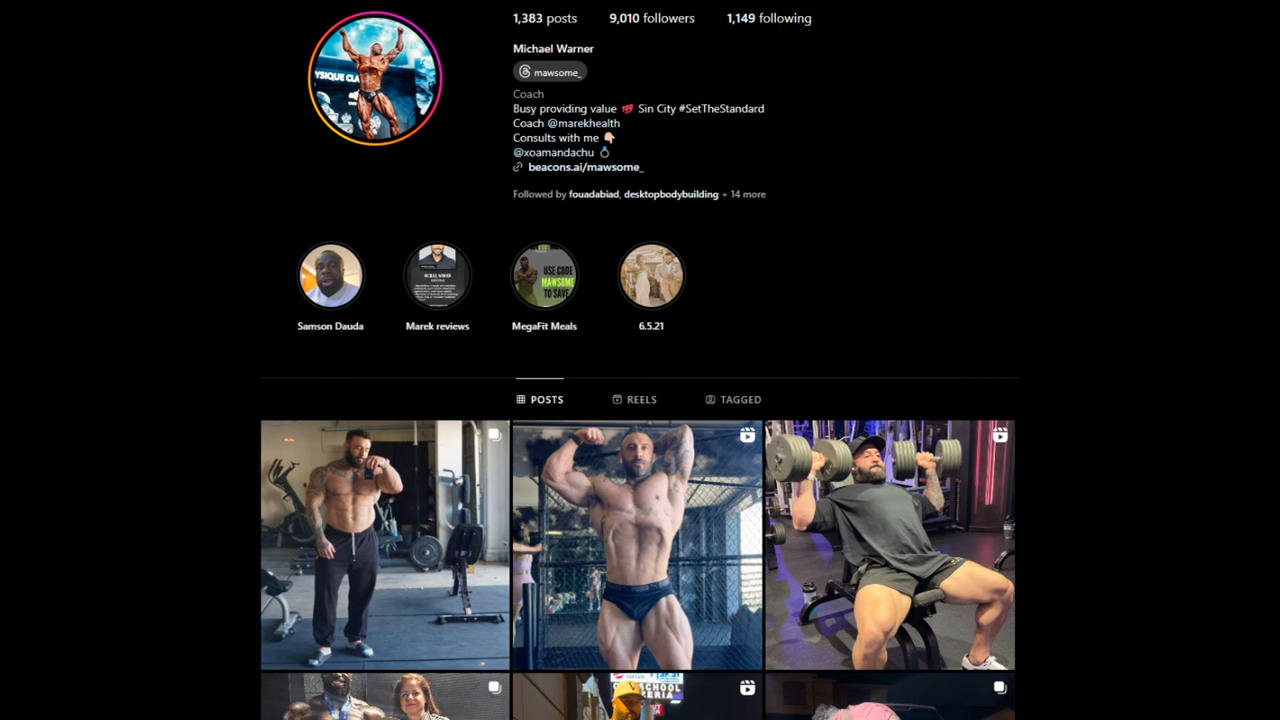 1,383 posts 9,010 followers 1,149 following
Michael Warner
mawsome_
Coach
Busy providing value 💯 Sin City #SetTheStandard
Coach @marekhealth
Consults with me 👇🏻
@xoamandachu 💍
beacons.ai/mawsome_
Followed by fouadabiad, desktopbodybuilding + 14 more
YSIQUE CLA
USE CODE
MAWSOME
TO SAVE
Samson Dauda Marek reviews MegaFit Meals 6.5.21
POSTS REELS TAGGED
SCHOOL